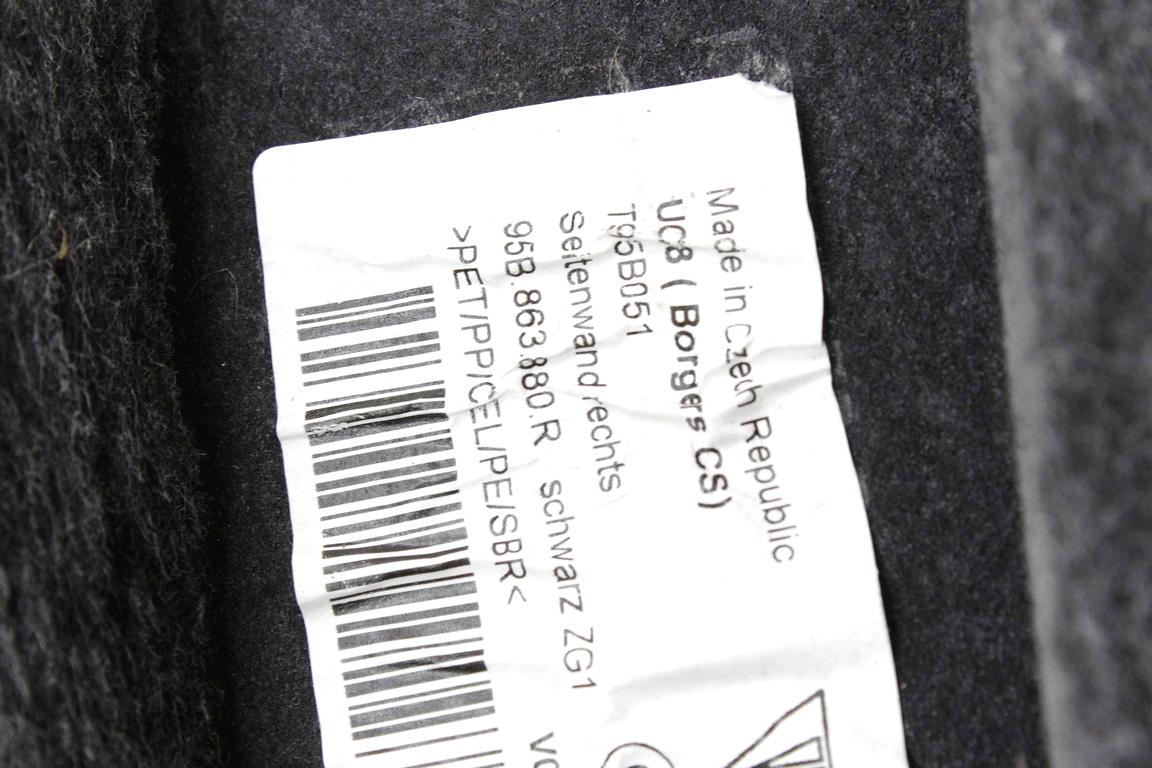 Made in Czech Republic
UC8 ( Borgers CS)
T95B051
Seitenwand rechts
95B.863.880.R schwarz ZG1
>PET/PP/CEL/PE/SBR<